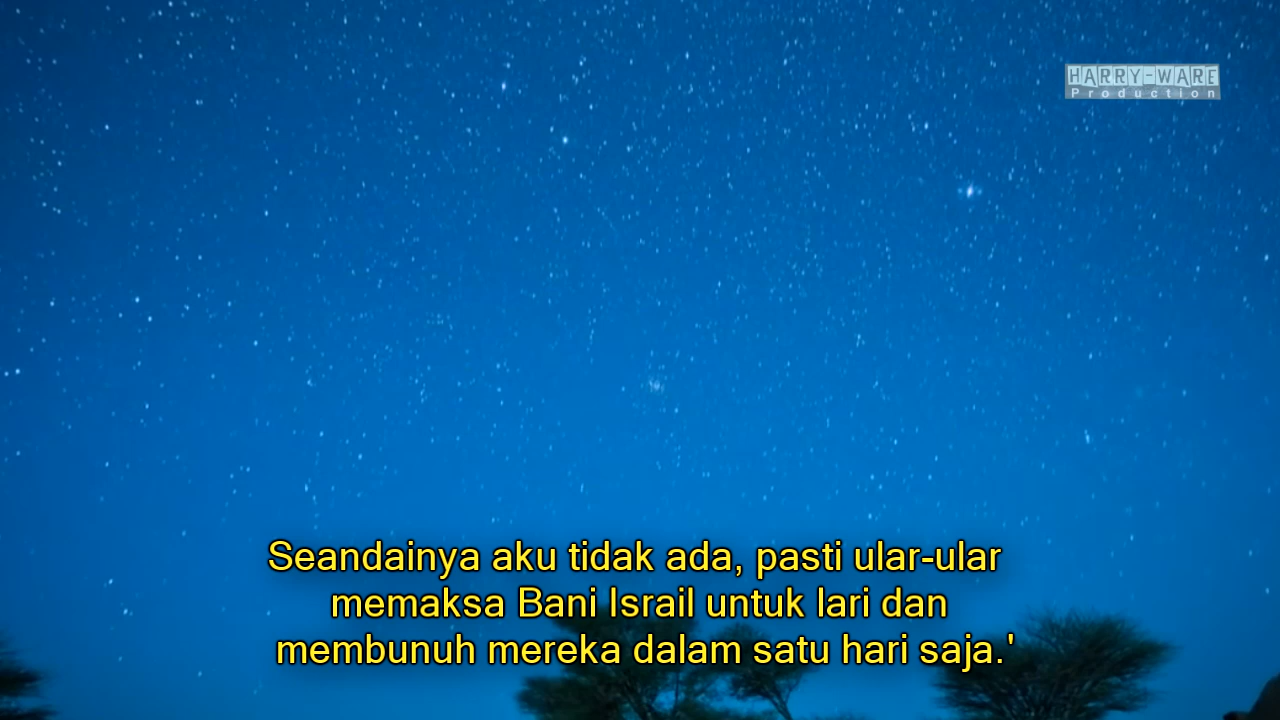 HARRY-WARE
Production
Seandainya aku tidak ada, pasti ular-ular
memaksa Bani Israil untuk lari dan
membunuh mereka dalam satu hari saja.'